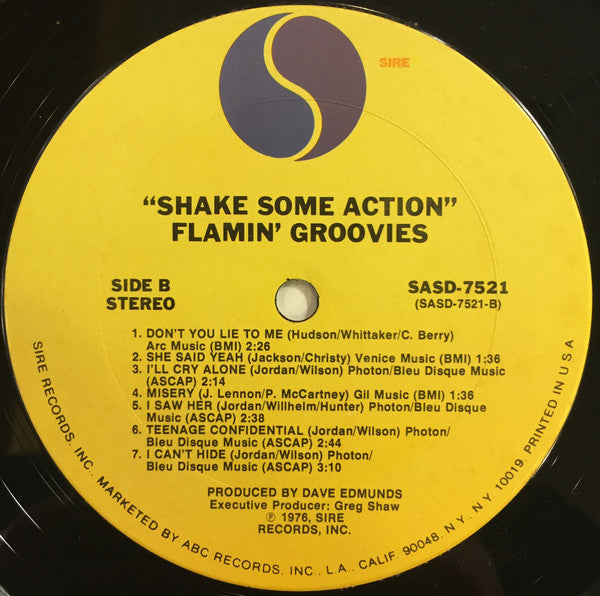 SIRE
“SHAKE SOME ACTION”
FLAMIN’ GROOVIES
SIDE B
STEREO
SASD-7521
(SASD-7521-B)
1. DON’T YOU LIE TO ME (Hudson/Whittaker/C. Berry)
Arc Music (BMI) 2:26
2. SHE SAID YEAH (Jackson/Christy) Venice Music (BMI) 1:36
3. I’LL CRY ALONE (Jordan/Wilson) Photon/Bleu Disque Music
(ASCAP) 2:14
4. MISERY (J. Lennon/P. McCartney) Gil Music (BMI) 1:36
5. I SAW HER (Jordan/Willhelm/Hunter) Photon/Bleu Disque
Music (ASCAP) 2:38
6. TEENAGE CONFIDENTIAL (Jordan/Wilson) Photon/
Bleu Disque Music (ASCAP) 2:44
7. I CAN’T HIDE (Jordan/Wilson) Photon/
Bleu Disque Music (ASCAP) 3:10
PRODUCED BY DAVE EDMUNDS
Executive Producer: Greg Shaw
℗ 1976, SIRE
RECORDS, INC.
SIRE RECORDS, INC. MARKETED BY ABC RECORDS, INC., L.A., CALIF 90048, N.Y., N.Y. 10019. PRINTED IN U S A